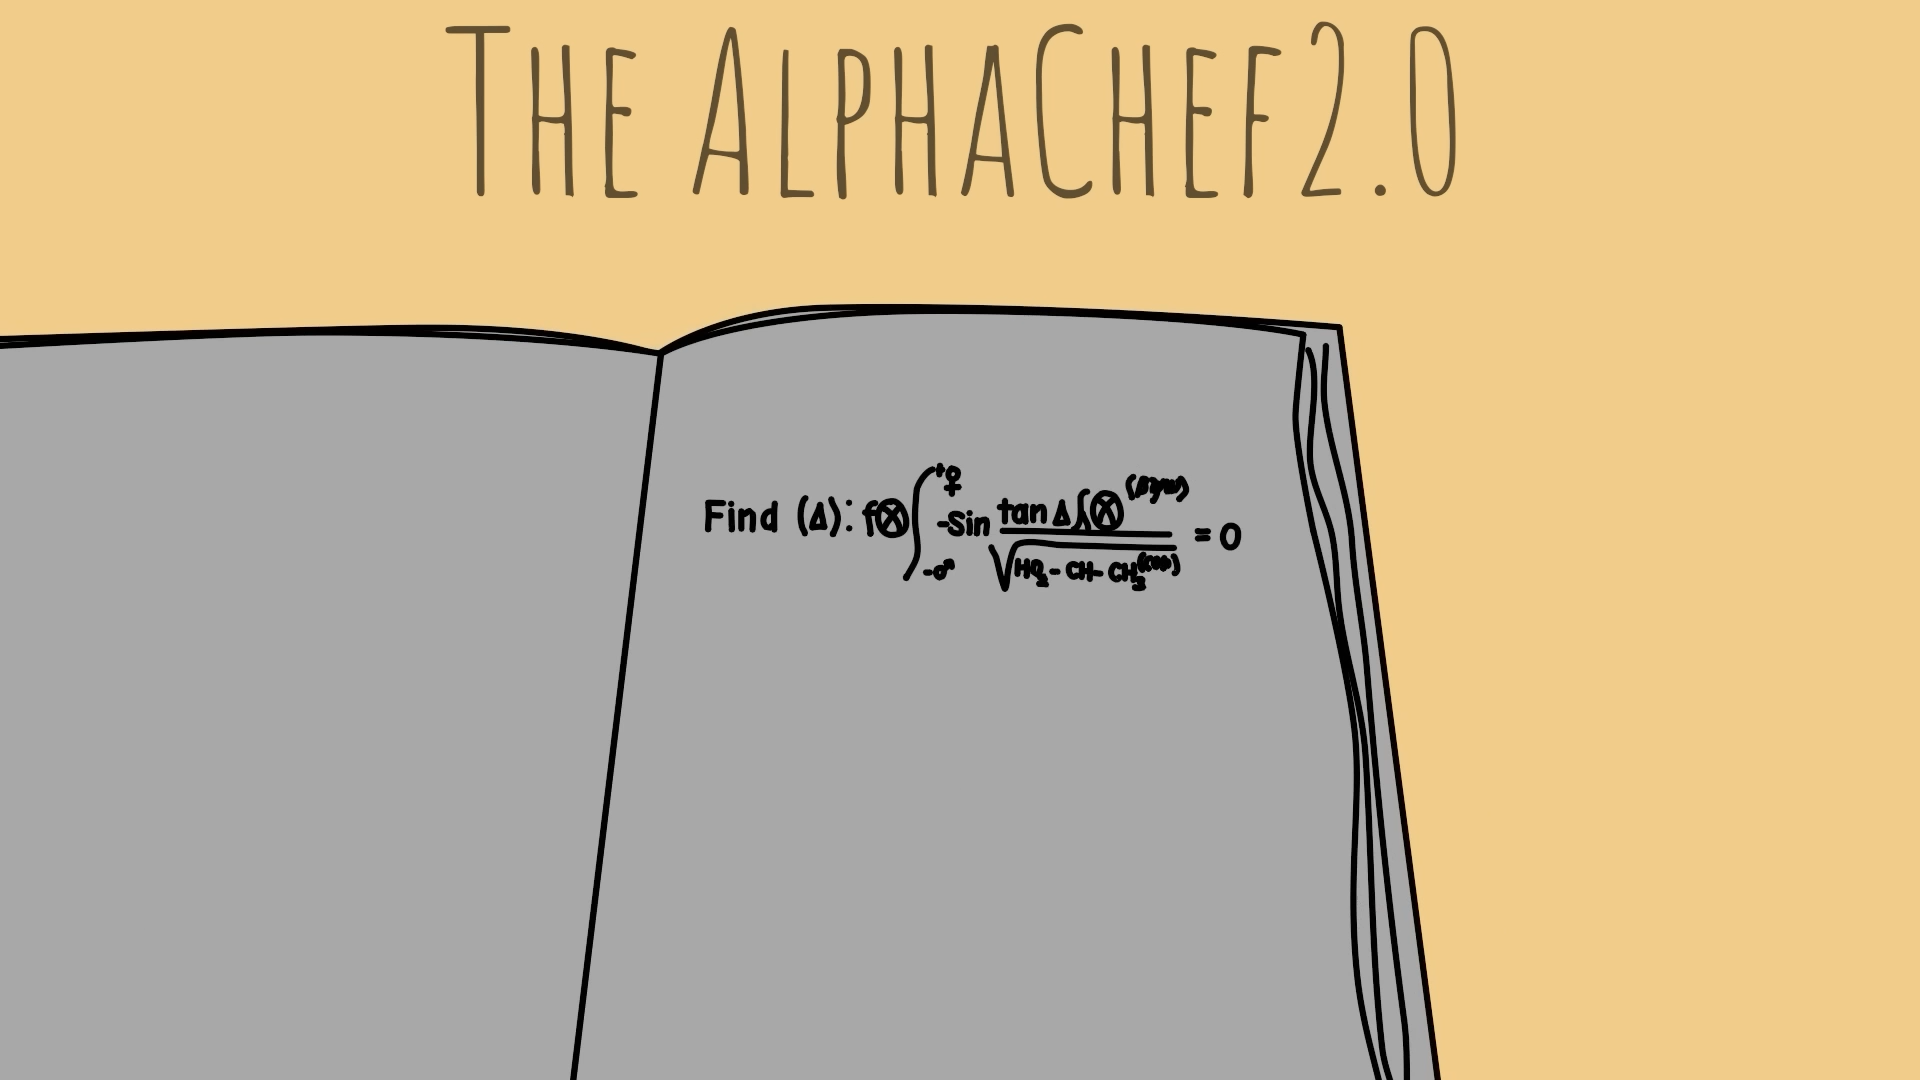 THE ALPHACHEF2.0
Find (Δ): f⊗∫ +♀ -♂ -Sin tan Δ∫⊗ / √HO₂ - CH - CH₃ = 0